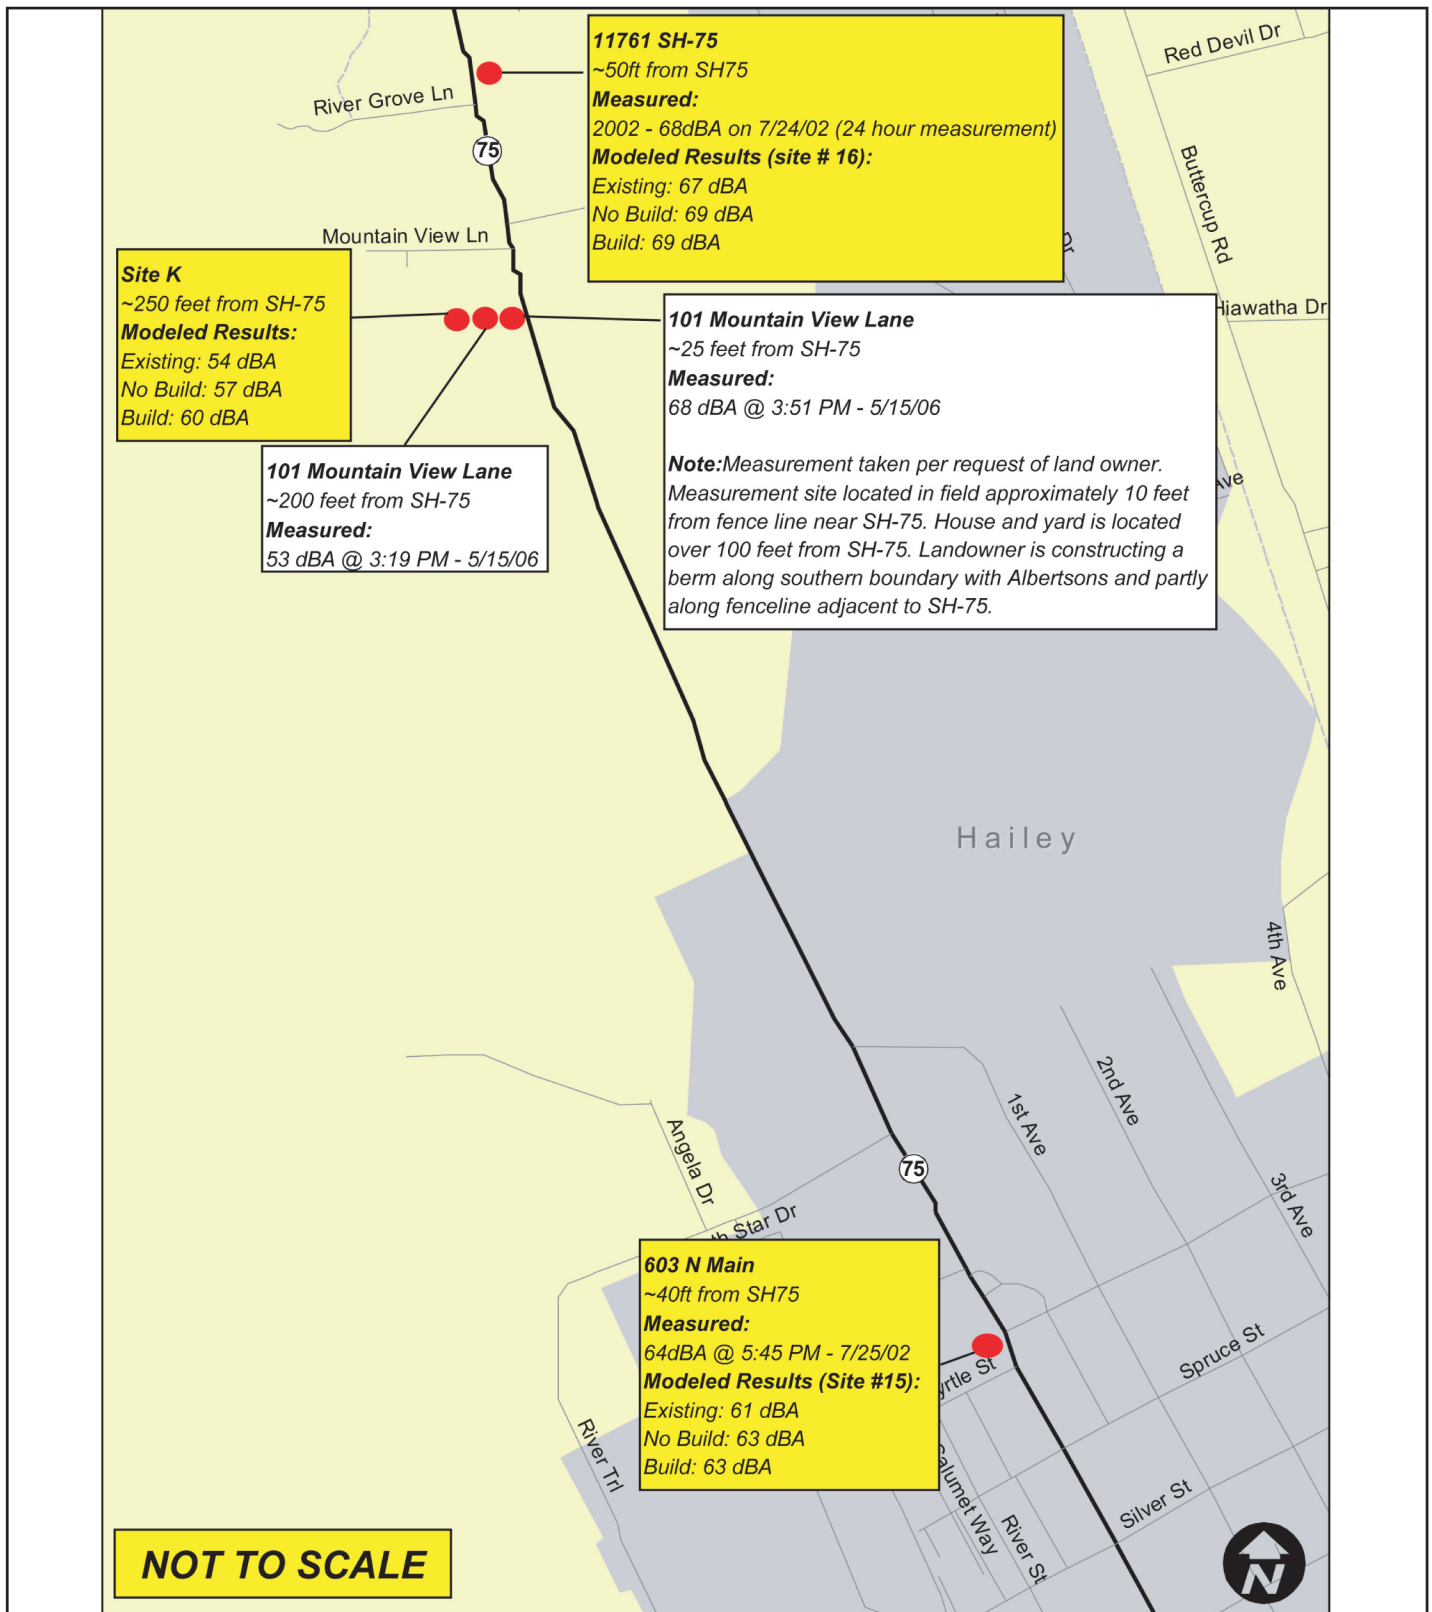 11761 SH-75
~50ft from SH75
Measured:
2002 - 68dBA on 7/24/02 (24 hour measurement)
Modeled Results (site # 16):
Existing: 67 dBA
No Build: 69 dBA
Build: 69 dBA
Red Devil Dr
River Grove Ln
75
Buttercup Rd
Mountain View Ln
Dr
Site K
~250 feet from SH-75
Modeled Results:
Existing: 54 dBA
No Build: 57 dBA
Build: 60 dBA
101 Mountain View Lane
~25 feet from SH-75
Measured:
68 dBA @ 3:51 PM - 5/15/06
Note:Measurement taken per request of land owner.
Measurement site located in field approximately 10 feet
from fence line near SH-75. House and yard is located
over 100 feet from SH-75. Landowner is constructing a
berm along southern boundary with Albertsons and partly
along fenceline adjacent to SH-75.
Hiawatha Dr
Ave
101 Mountain View Lane
~200 feet from SH-75
Measured:
53 dBA @ 3:19 PM - 5/15/06
Hailey
4th Ave
2nd Ave
1st Ave
Angela Dr
75
3rd Ave
th Star Dr
603 N Main
~40ft from SH75
Measured:
64dBA @ 5:45 PM - 7/25/02
Modeled Results (Site #15):
Existing: 61 dBA
No Build: 63 dBA
Build: 63 dBA
yrtle St
Spruce St
River Trl
alumet Way
River St
Silver St
NOT TO SCALE
N